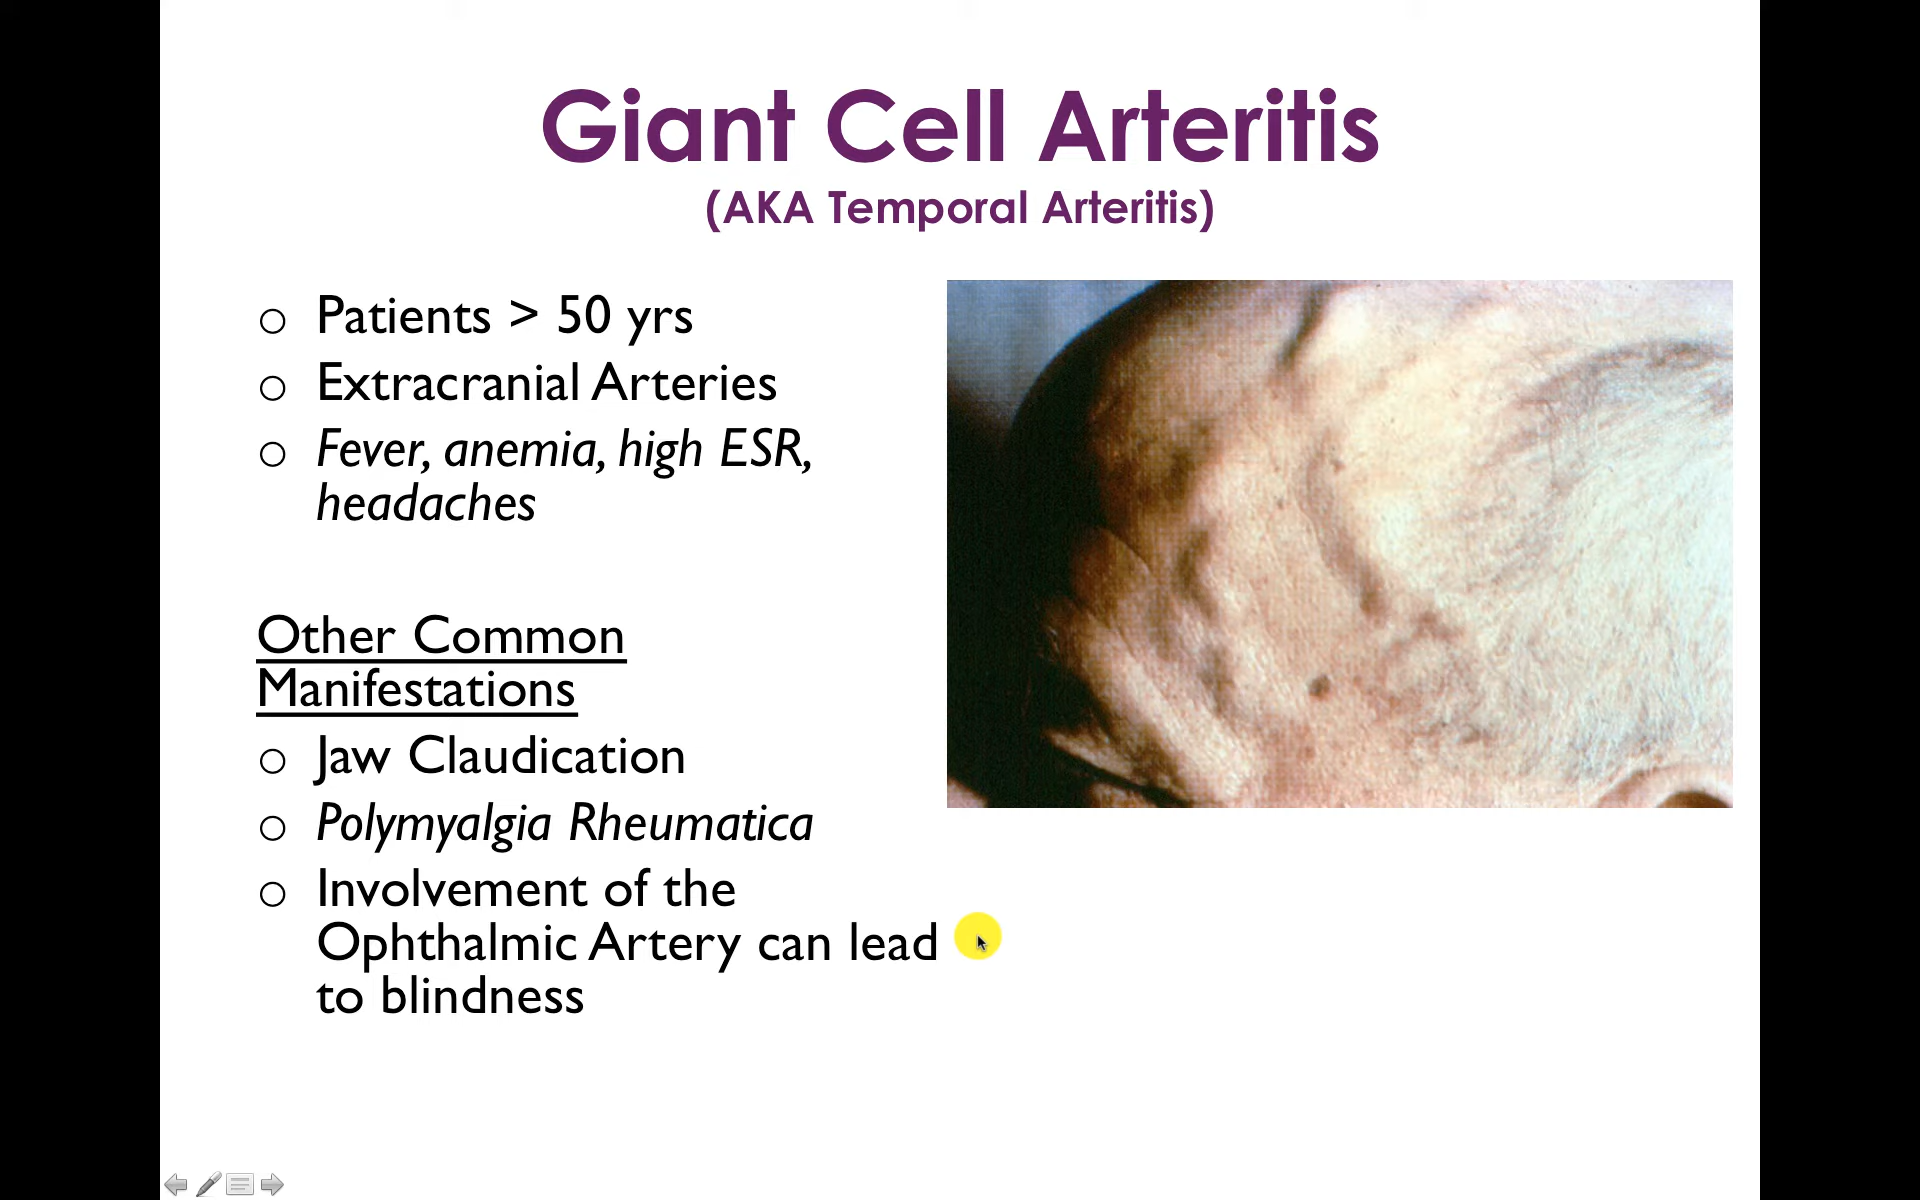 Giant Cell Arteritis
(AKA Temporal Arteritis)
o Patients > 50 yrs
o Extracranial Arteries
o Fever, anemia, high ESR,
headaches
Other Common
Manifestations
o Jaw Claudication
o Polymyalgia Rheumatica
o Involvement of the
Ophthalmic Artery can lead
to blindness